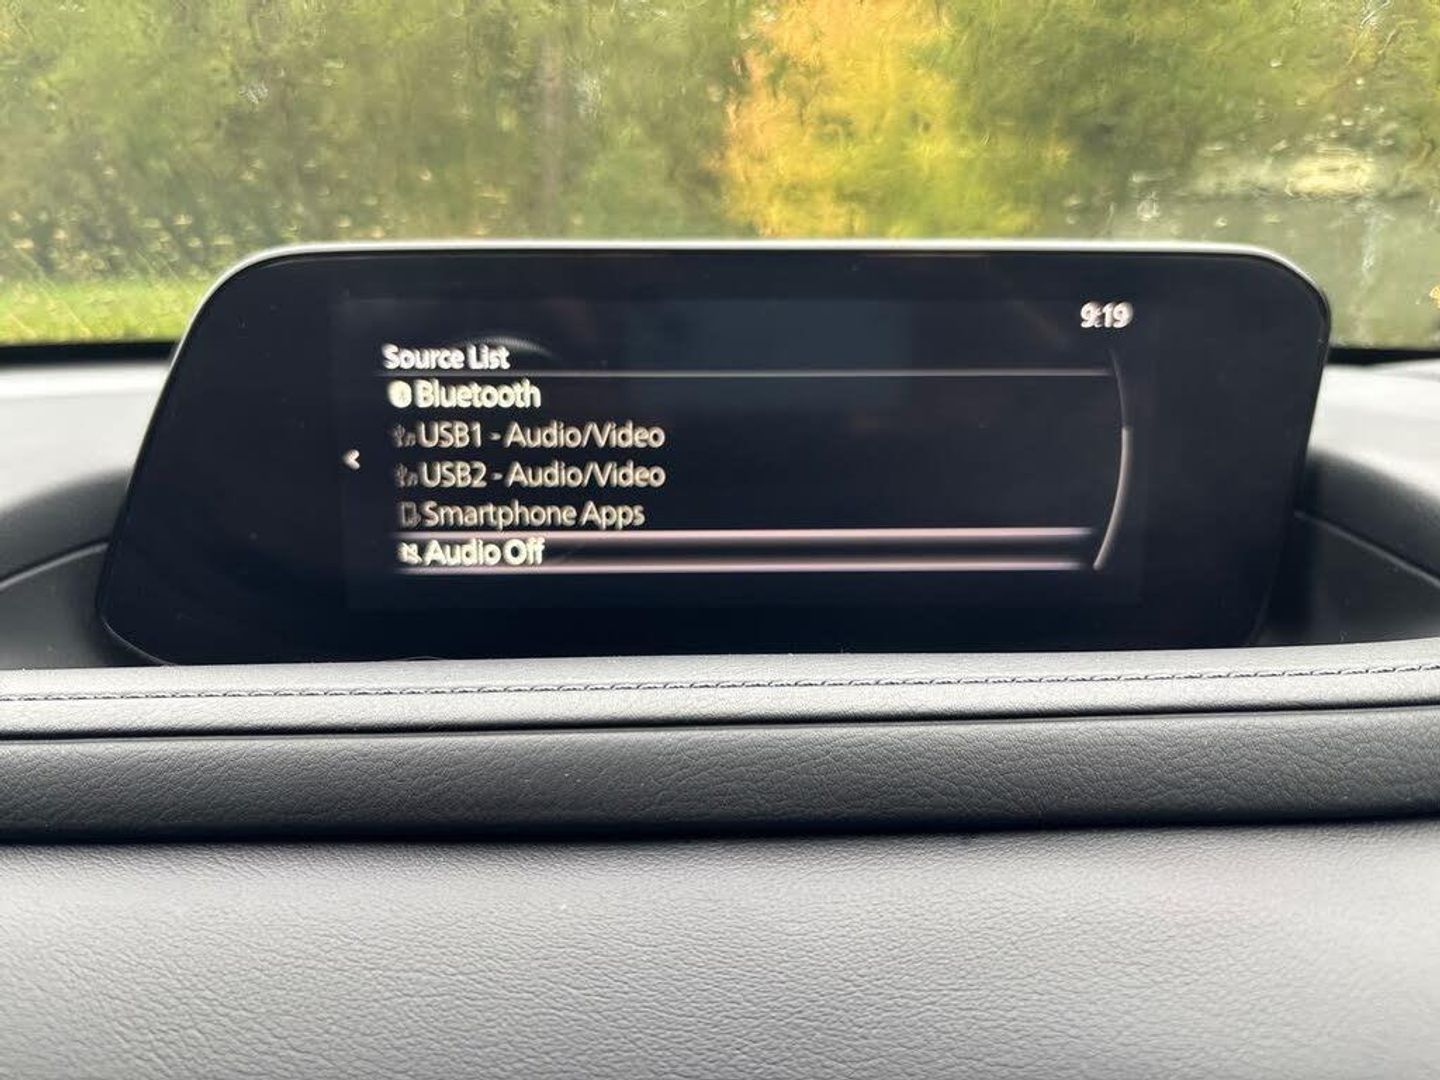 9:19
Source List
Bluetooth
USB1 - Audio/Video
USB2 - Audio/Video
Smartphone Apps
Audio Off